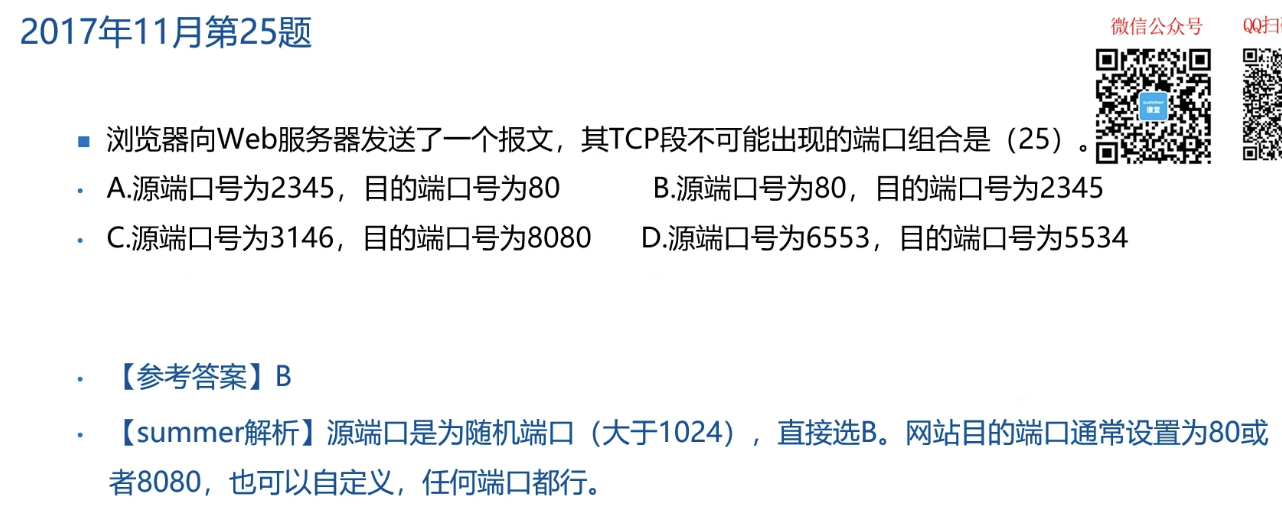 2017年11月第25题
微信公众号
QQ扫
浏览器向Web服务器发送了一个报文，其TCP段不可能出现的端口组合是（25）。
A.源端口号为2345，目的端口号为80 B.源端口号为80，目的端口号为2345
C.源端口号为3146，目的端口号为8080 D.源端口号为6553，目的端口号为5534
【参考答案】B
【summer解析】源端口是为随机端口（大于1024），直接选B。网站目的端口通常设置为80或
者8080，也可以自定义，任何端口都行。